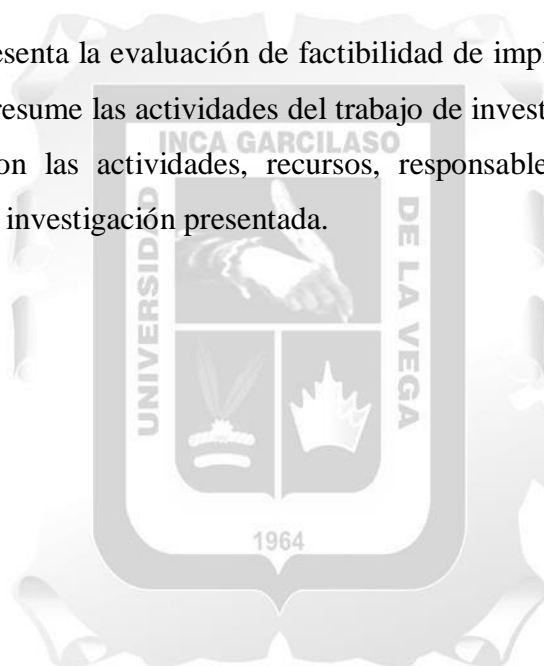 esenta la evaluación de factibilidad de imp
resume las actividades del trabajo de invest
on las actividades, recursos, responsable
investigación presentada.
INCA GARCILASO
UNIVERSIDAD
DE LA VEGA
1964